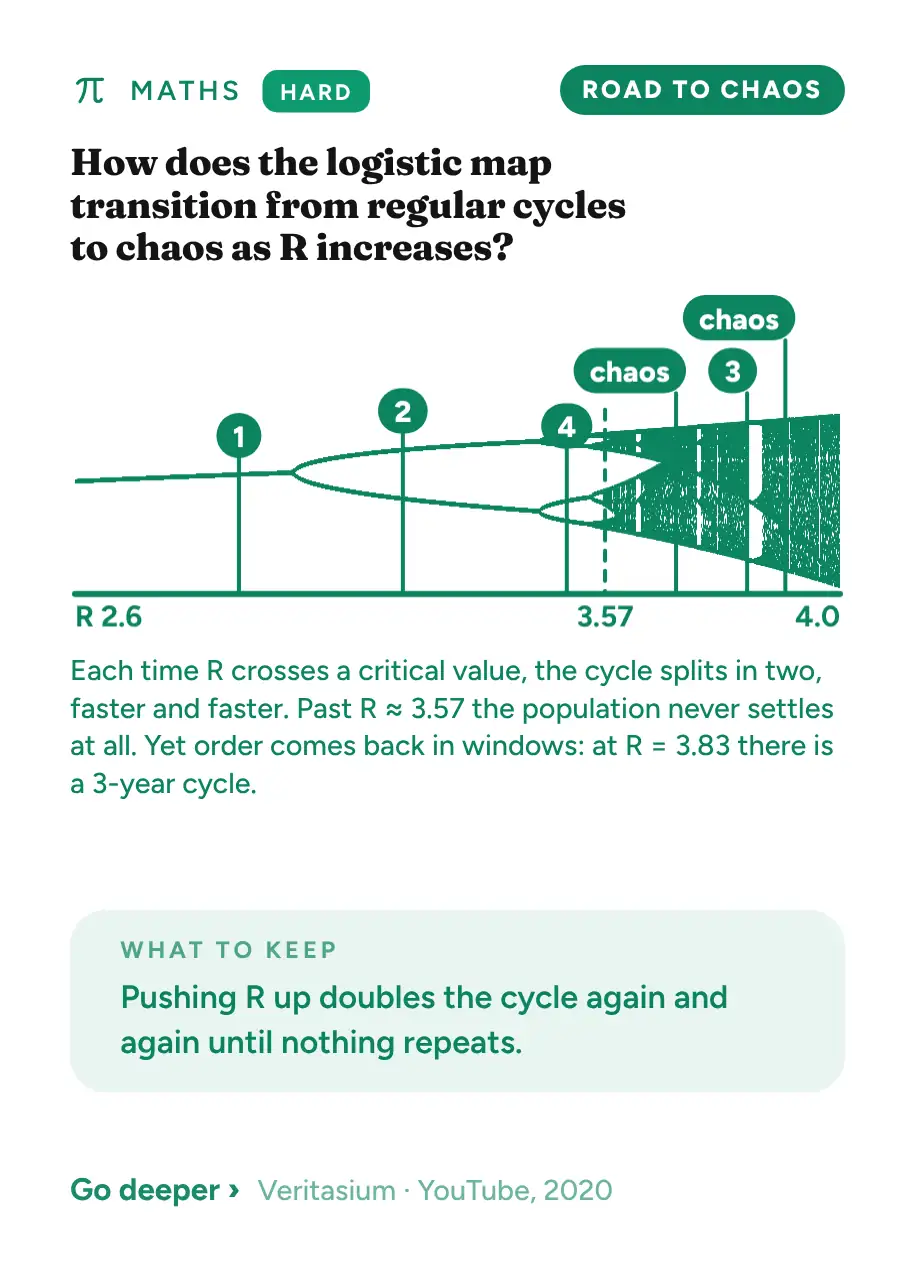 π MATHS HARD
ROAD TO CHAOS
How does the logistic map
transition from regular cycles
to chaos as R increases?
chaos
chaos 3
2
4
1
R 2.6 3.57 4.0
Each time R crosses a critical value, the cycle splits in two,
faster and faster. Past R ≈ 3.57 the population never settles
at all. Yet order comes back in windows: at R = 3.83 there is
a 3-year cycle.
WHAT TO KEEP
Pushing R up doubles the cycle again and
again until nothing repeats.
Go deeper › Veritasium · YouTube, 2020